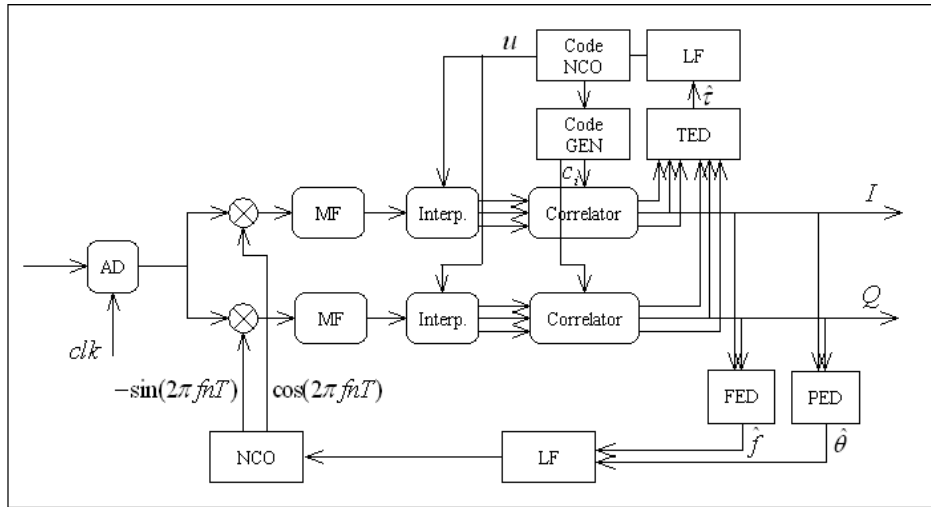 u
Code
NCO
LF
τ̂
Code
GEN
TED
c_i
I
MF
Interp.
Correlator
AD
Q
MF
Interp.
Correlator
clk
−sin(2π fnT)
cos(2π fnT)
FED
PED
f̂
θ̂
NCO
LF